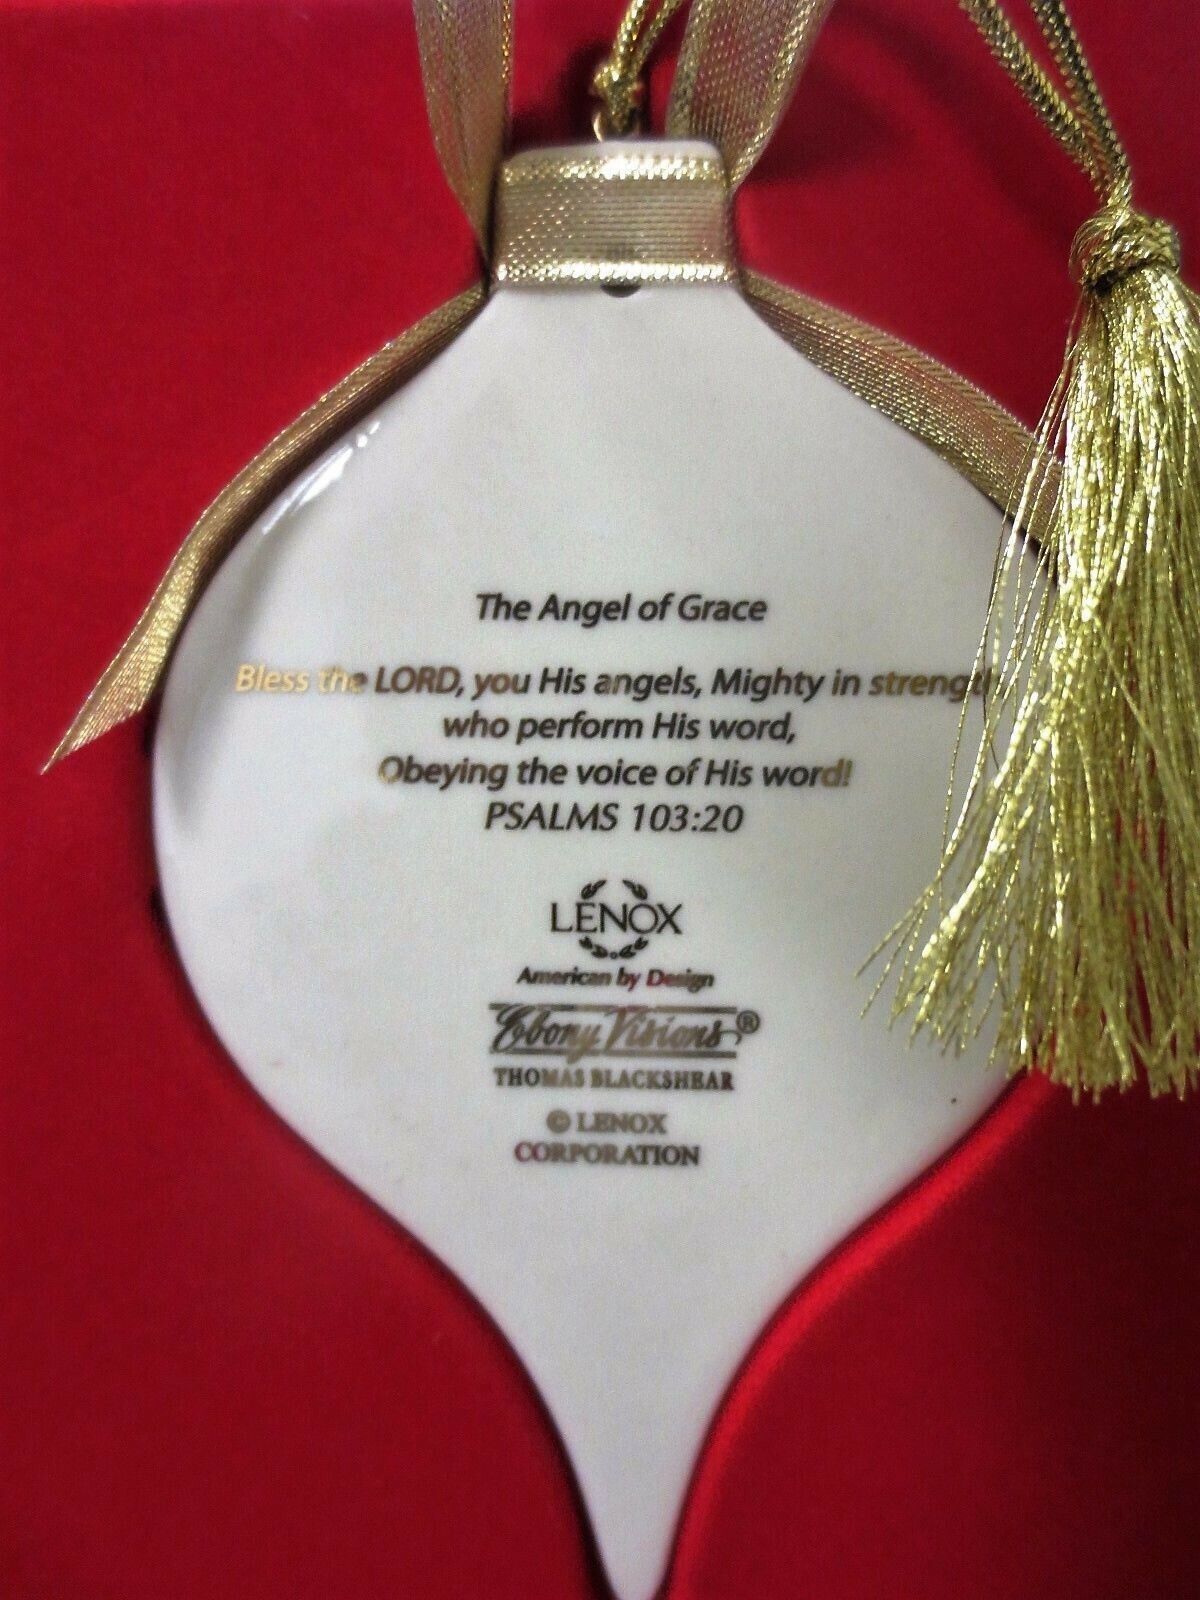 The Angel of Grace
Bless the LORD, you His angels, Mighty in strength
who perform His word,
Obeying the voice of His word!
PSALMS 103:20
LENOX
American by Design
Ebony Visions®
THOMAS BLACKSHEAR
© LENOX
CORPORATION